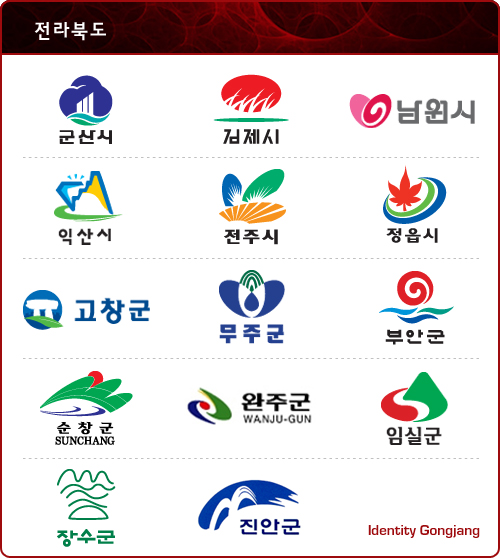 전라북도
군산시
김제시
남원시
익산시
전주시
정읍시
고창군
무주군
부안군
순창군
SUNCHANG
완주군
WANJU-GUN
임실군
장수군
진안군
Identity Gongjang